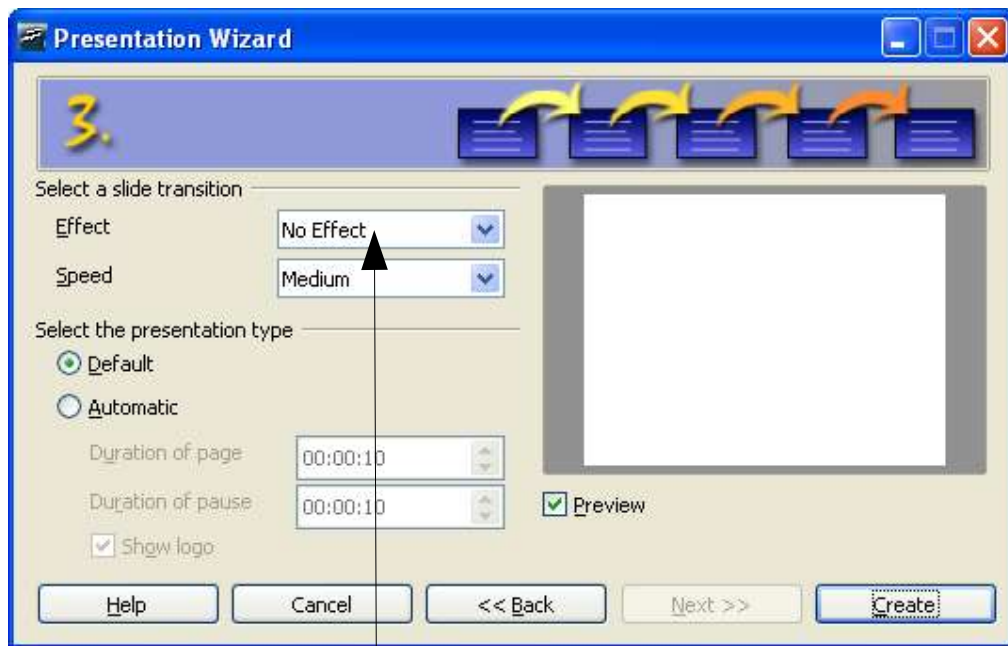 Presentation Wizard
3.
Select a slide transition
Effect No Effect
Speed Medium
Select the presentation type
Default
Automatic
Duration of page 00:00:10
Duration of pause 00:00:10
Preview
Show logo
Help Cancel << Back Next >> Create